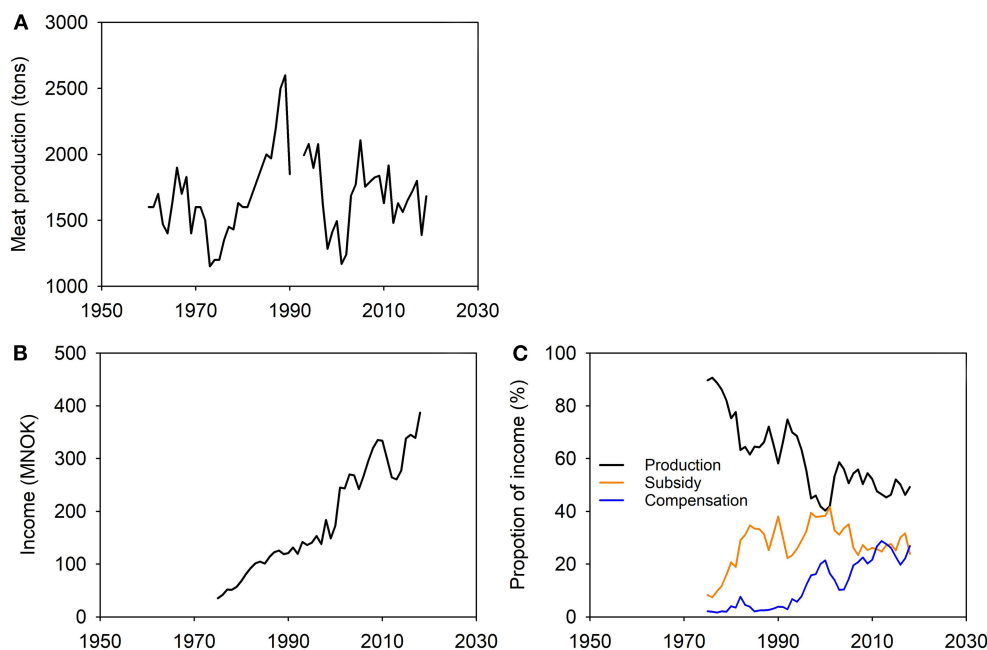 A
Meat production (tons)
3000
2500
2000
1500
1000
1950 1970 1990 2010 2030
B
Income (MNOK)
500
400
300
200
100
0
1950 1970 1990 2010 2030
C
Propotion of income (%)
100
80
60
40
20
0
Production
Subsidy
Compensation
1950 1970 1990 2010 2030